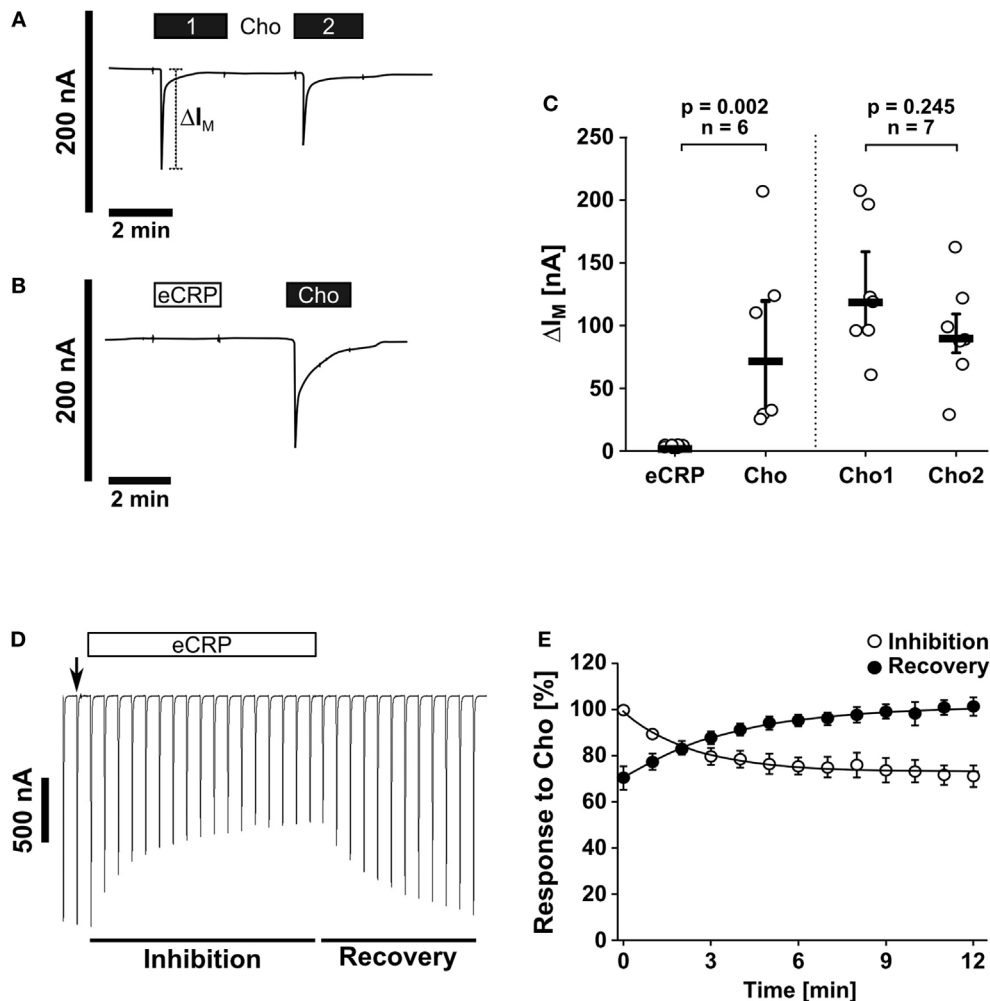 A
1 Cho 2
200 nA
ΔIM
2 min
B
eCRP Cho
200 nA
2 min
C
p = 0.002 p = 0.245
n = 6 n = 7
250
200
150
100
50
0
ΔIM [nA]
eCRP Cho Cho1 Cho2
D
eCRP
500 nA
Inhibition Recovery
E
Inhibition
Recovery
Response to Cho [%]
120
100
80
60
40
20
0
0 3 6 9 12
Time [min]